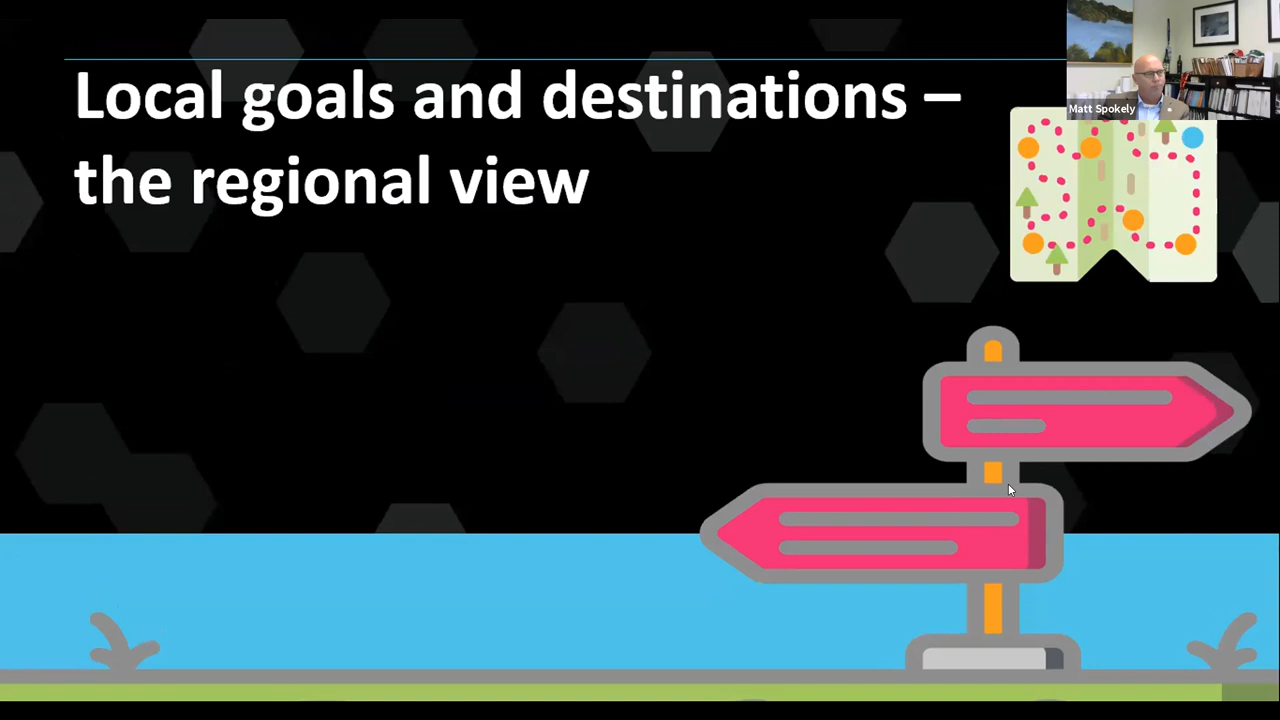 Local goals and destinations –
the regional view
Matt Spokely